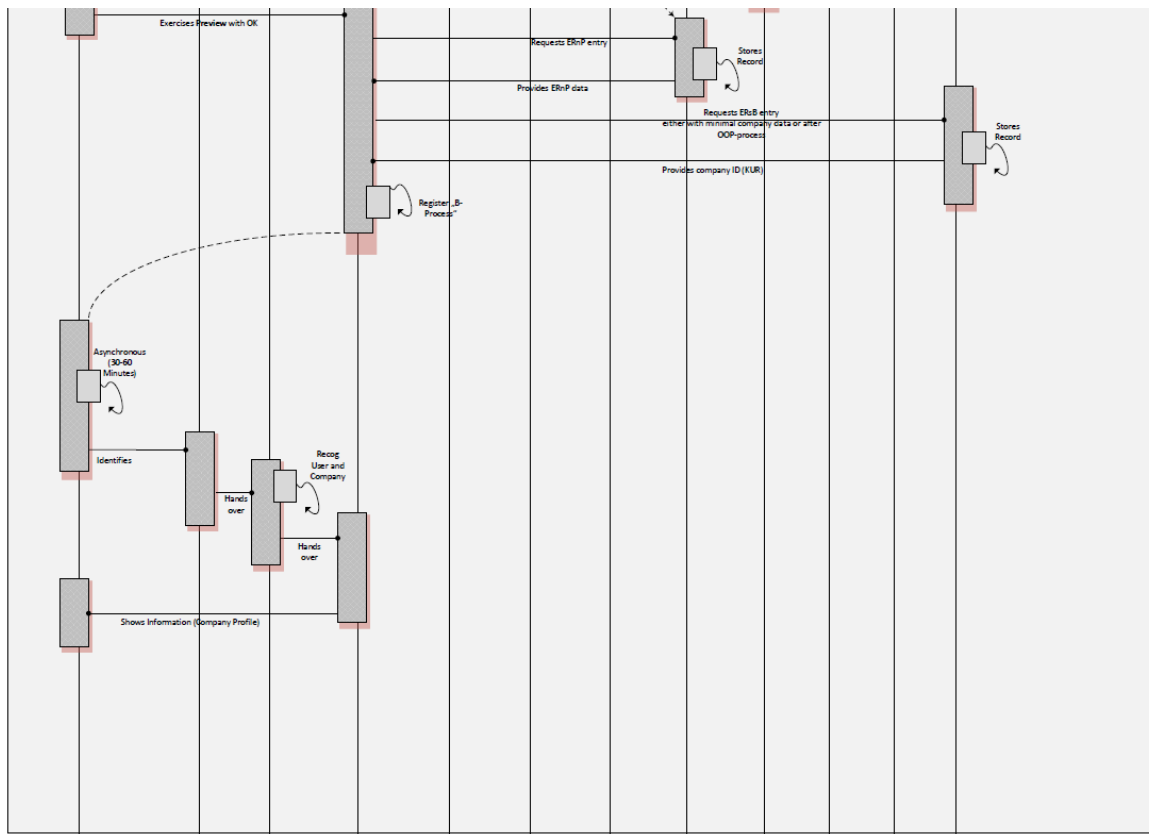 Exercises Preview with OK
Requests ERnP entry
Stores
Record
Provides ERnP data
Requests ERsB entry
either with minimal company data or after
OOP-process
Stores
Record
Provides company ID (KUR)
Register „B-
Process“
Asynchronous
(30-60
Minutes)
Identifies
Recog
User and
Company
Hands
over
Hands
over
Shows Information (Company Profile)